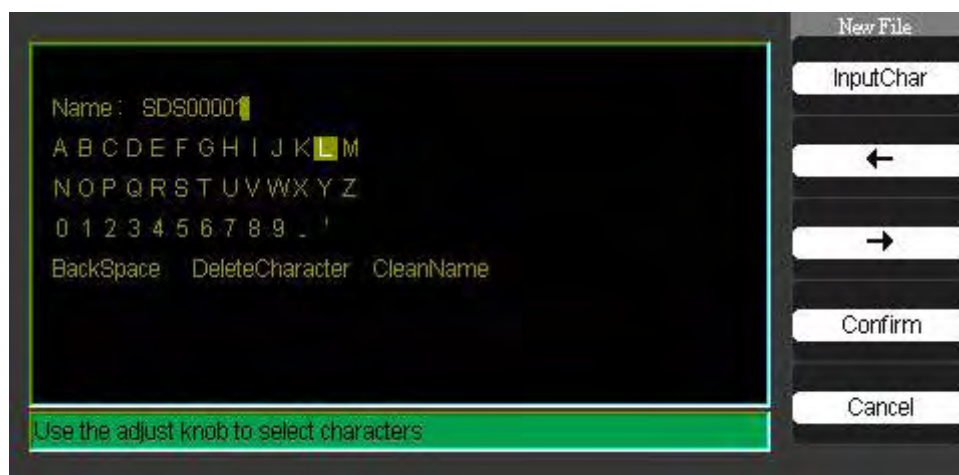 New File
InputChar
←
→
Confirm
Cancel
Name: SDS00001
A B C D E F G H I J K L M
N O P Q R S T U V W X Y Z
0 1 2 3 4 5 6 7 8 9 _ '
BackSpace DeleteCharacter CleanName
Use the adjust knob to select characters